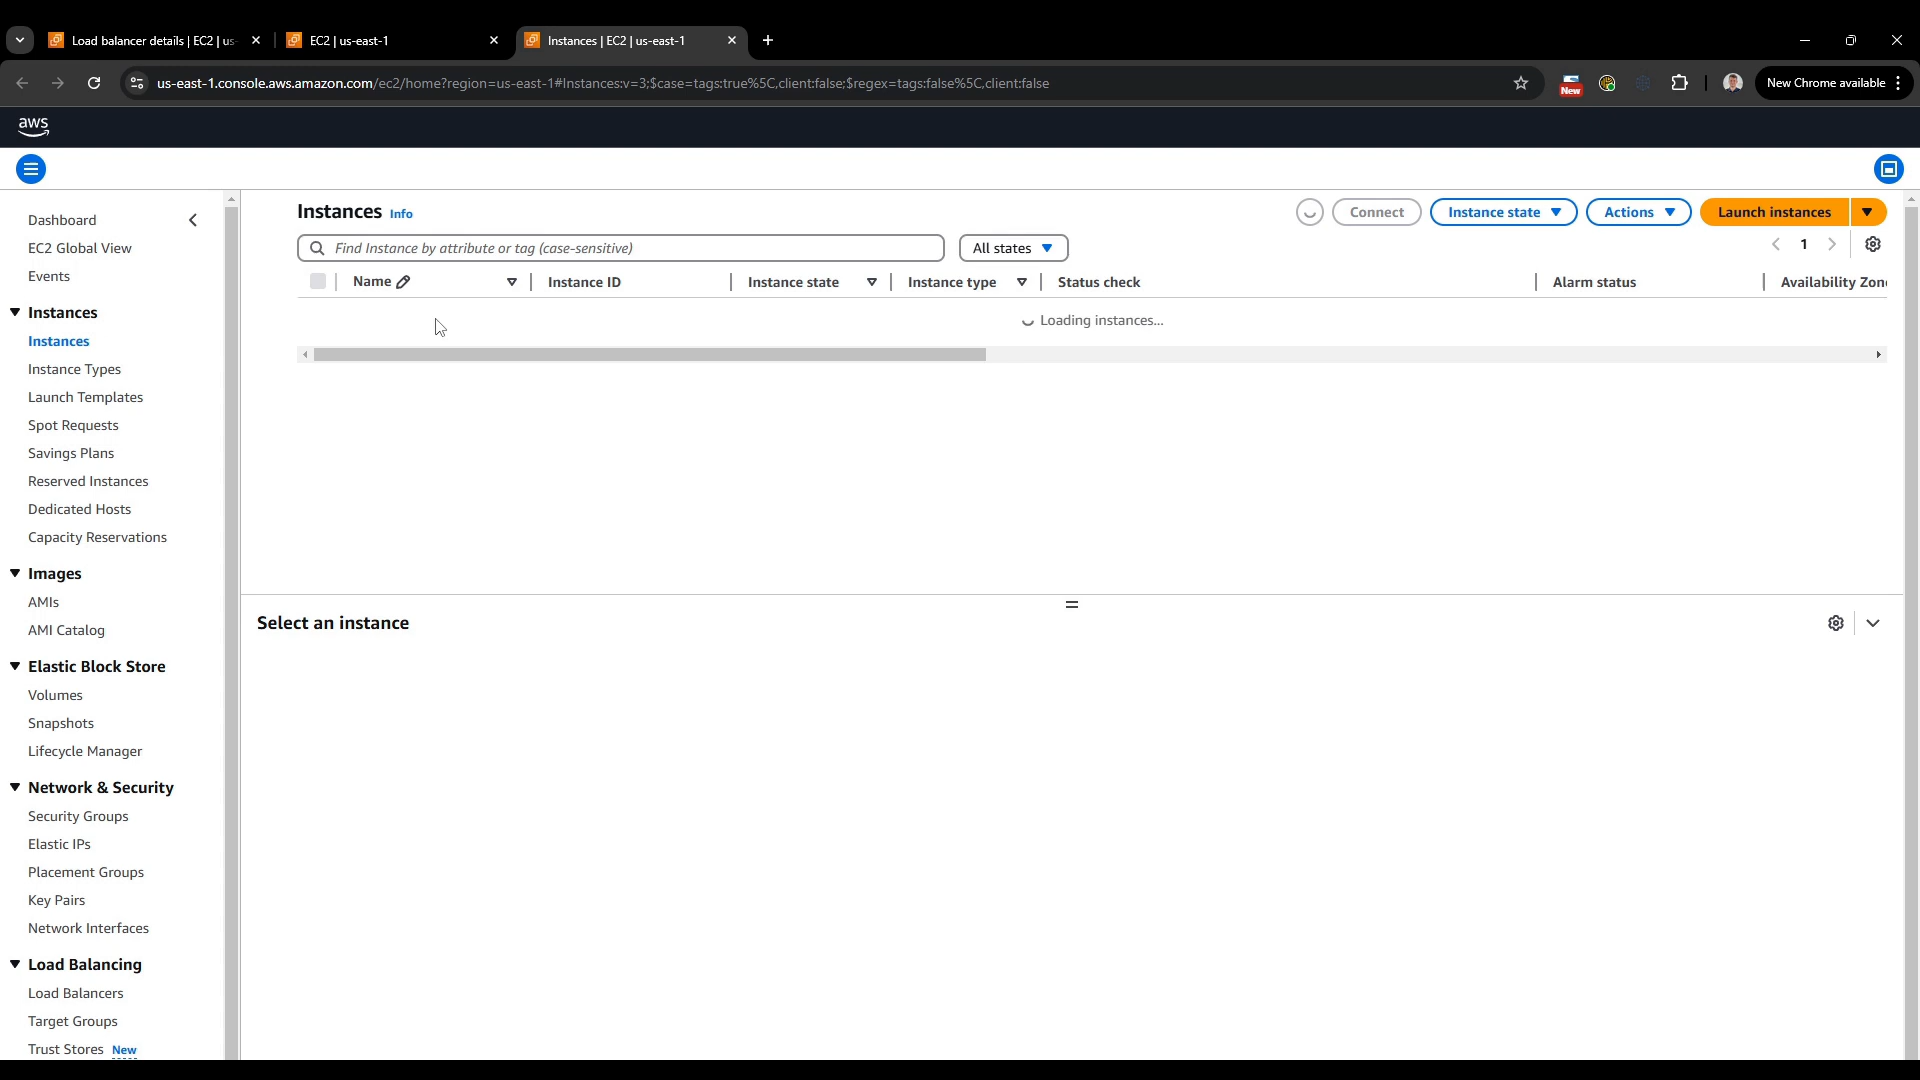 Load balancer details | EC2 | us-
EC2 | us-east-1
Instances | EC2 | us-east-1
us-east-1.console.aws.amazon.com/ec2/home?region=us-east-1#Instances:v=3;$case=tags:true%5C,client:false;$regex=tags:false%5C,client:false
New
New Chrome available
aws
Dashboard
EC2 Global View
Events
Instances
Instances
Instance Types
Launch Templates
Spot Requests
Savings Plans
Reserved Instances
Dedicated Hosts
Capacity Reservations
Images
AMIs
AMI Catalog
Elastic Block Store
Volumes
Snapshots
Lifecycle Manager
Network & Security
Security Groups
Elastic IPs
Placement Groups
Key Pairs
Network Interfaces
Load Balancing
Load Balancers
Target Groups
Trust Stores New
Instances Info
Connect
Instance state
Actions
Launch instances
Find Instance by attribute or tag (case-sensitive)
All states
1
Name
Instance ID
Instance state
Instance type
Status check
Alarm status
Availability Zon
Loading instances...
Select an instance